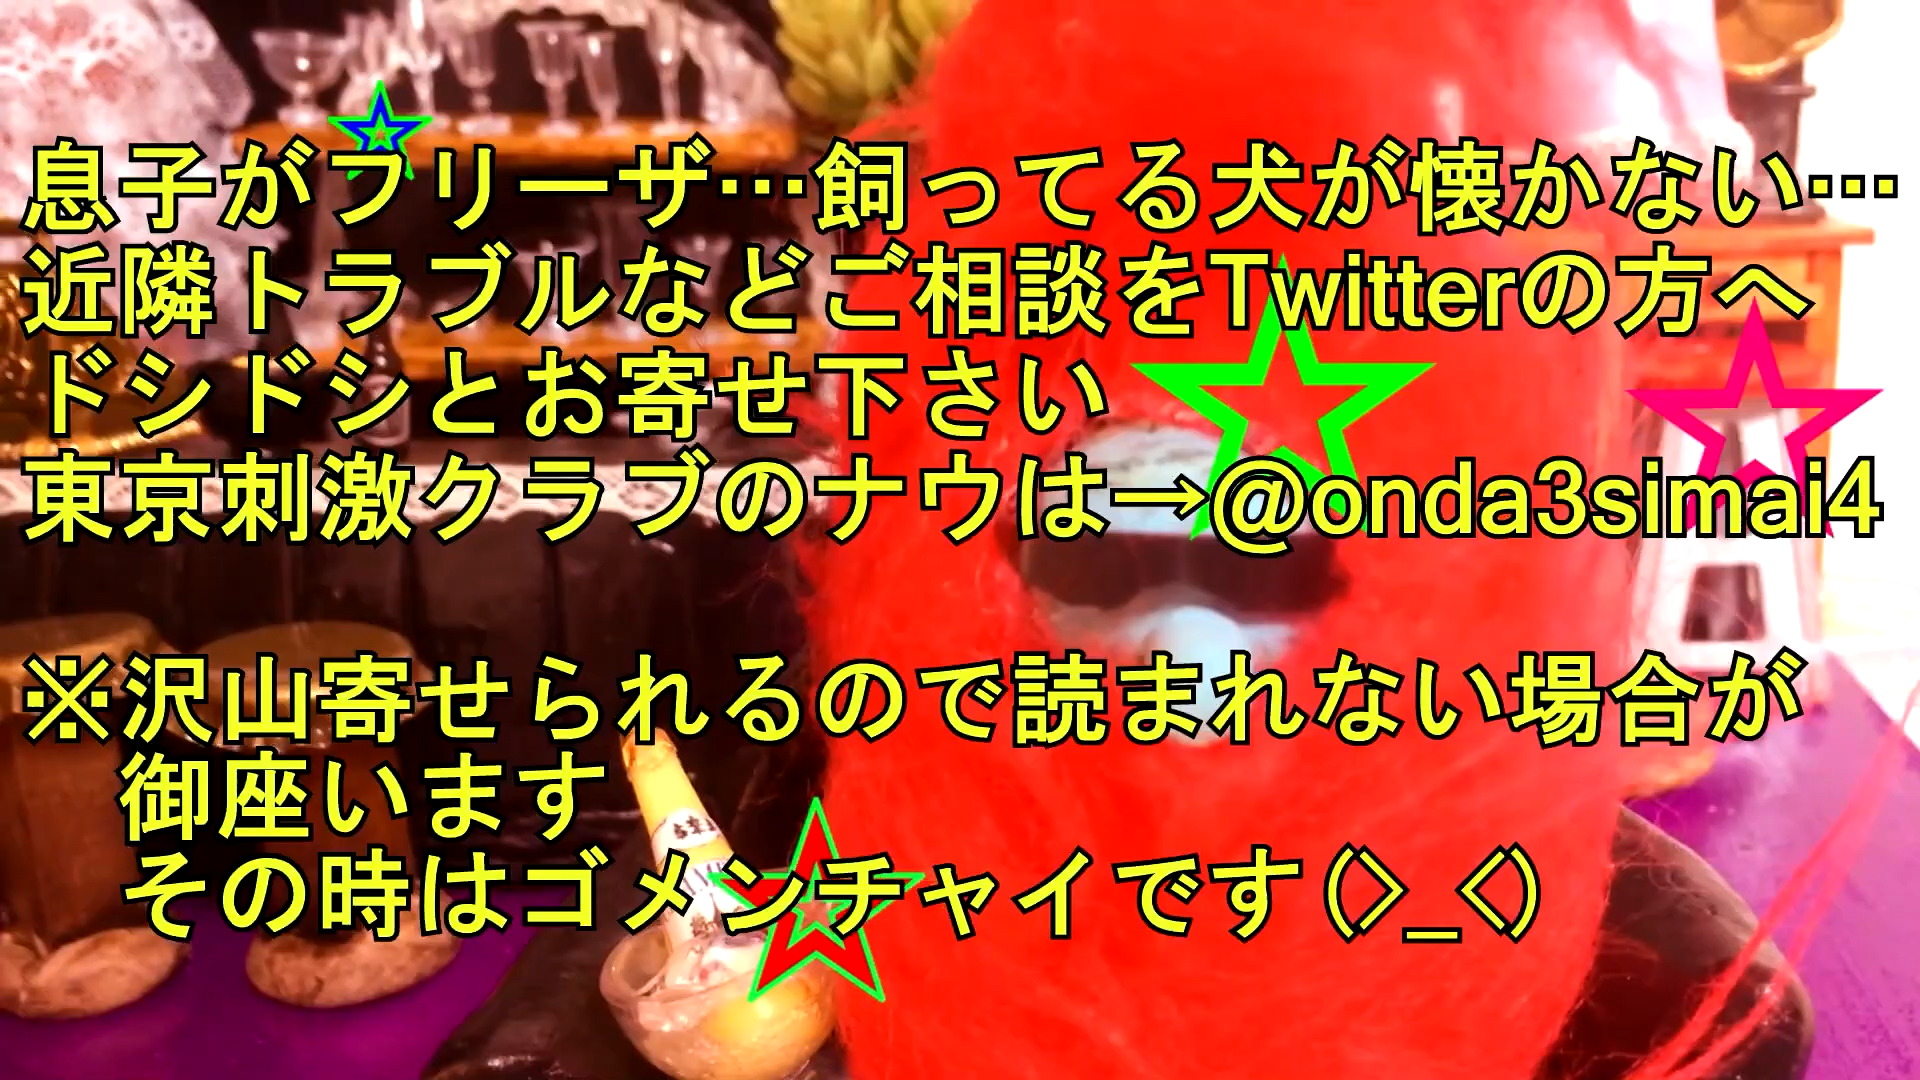 息子がフリーザ…飼ってる犬が懐かない…
近隣トラブルなどご相談をTwitterの方へ
ドシドシとお寄せ下さい
東京刺激クラブのナウは→@onda3simai4
※沢山寄せられるので読まれない場合が
御座います
その時はゴメンチャイです(>_<)